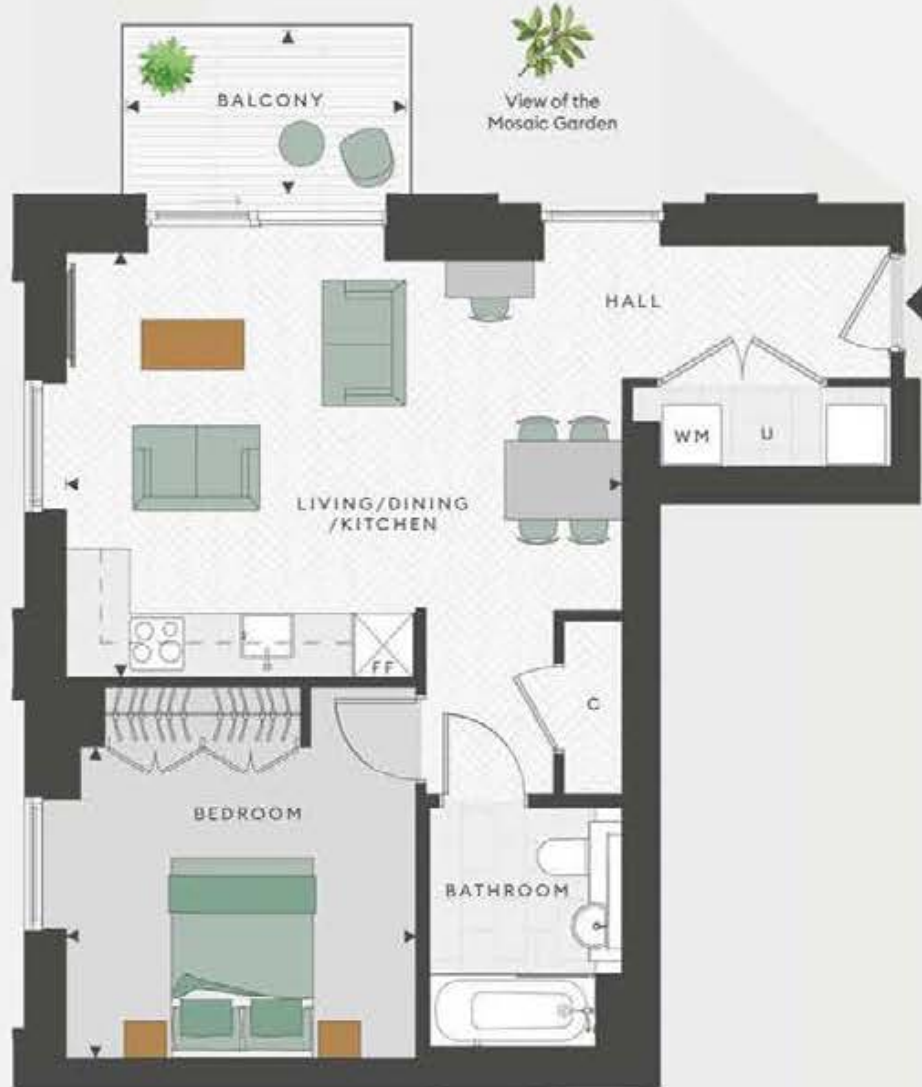 BALCONY
View of the
Mosaic Garden
HALL
WM
U
LIVING/DINING
/KITCHEN
FF
C
BEDROOM
BATHROOM